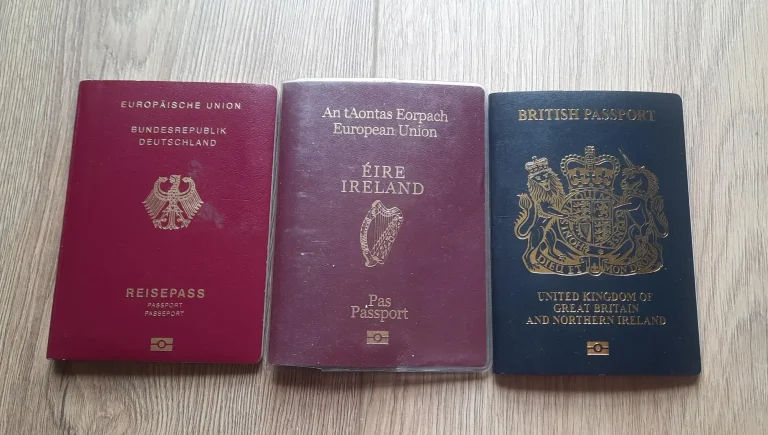 EUROPÄISCHE UNION
BUNDESREPUBLIK
DEUTSCHLAND
REISEPASS
PASSPORT
PASSEPORT
An tAontas Eorpach
European Union
ÉIRE
IRELAND
Pas
Passport
BRITISH PASSPORT
DIEU ET MON DROIT
UNITED KINGDOM OF
GREAT BRITAIN
AND NORTHERN IRELAND